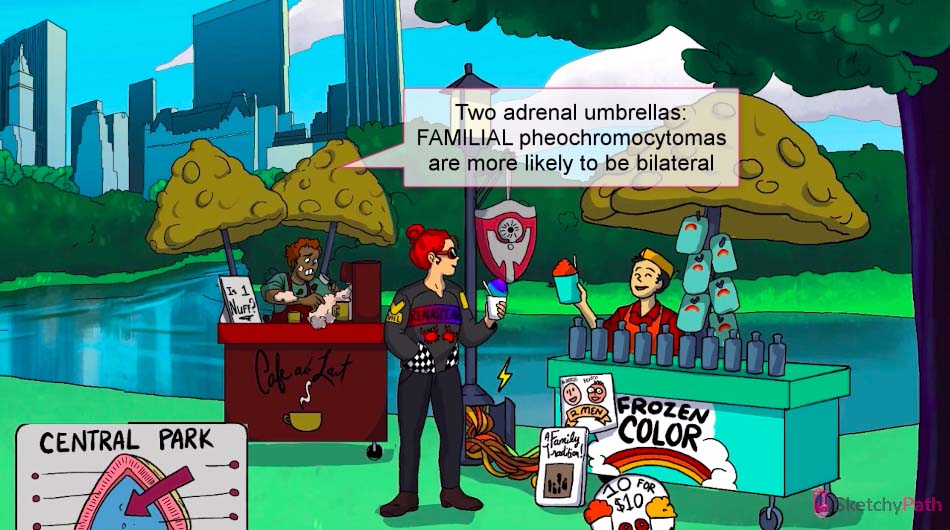 Two adrenal umbrellas:
FAMILIAL pheochromocytomas
are more likely to be bilateral
Is 1
Nuff?
Cafe au Lait
2 MEN
FROZEN
COLOR
A Family
Tradition!
10 FOR
$10
CENTRAL PARK
SketchyPath